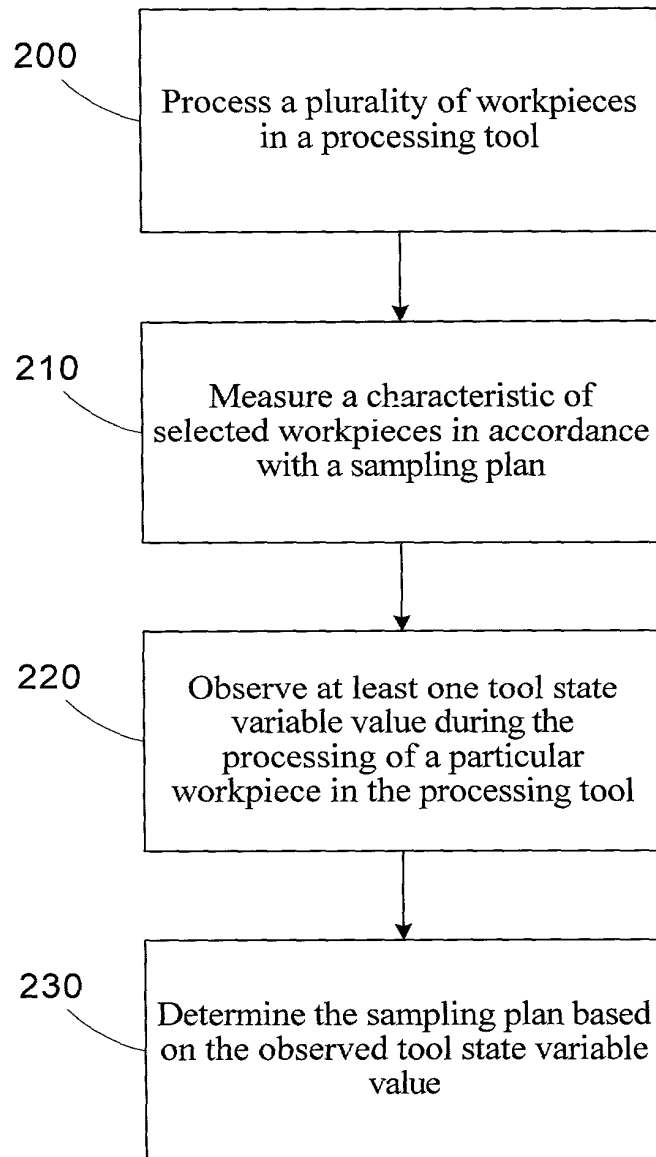 200
Process a plurality of workpieces
in a processing tool
210
Measure a characteristic of
selected workpieces in accordance
with a sampling plan
220
Observe at least one tool state
variable value during the
processing of a particular
workpiece in the processing tool
230
Determine the sampling plan based
on the observed tool state variable
value